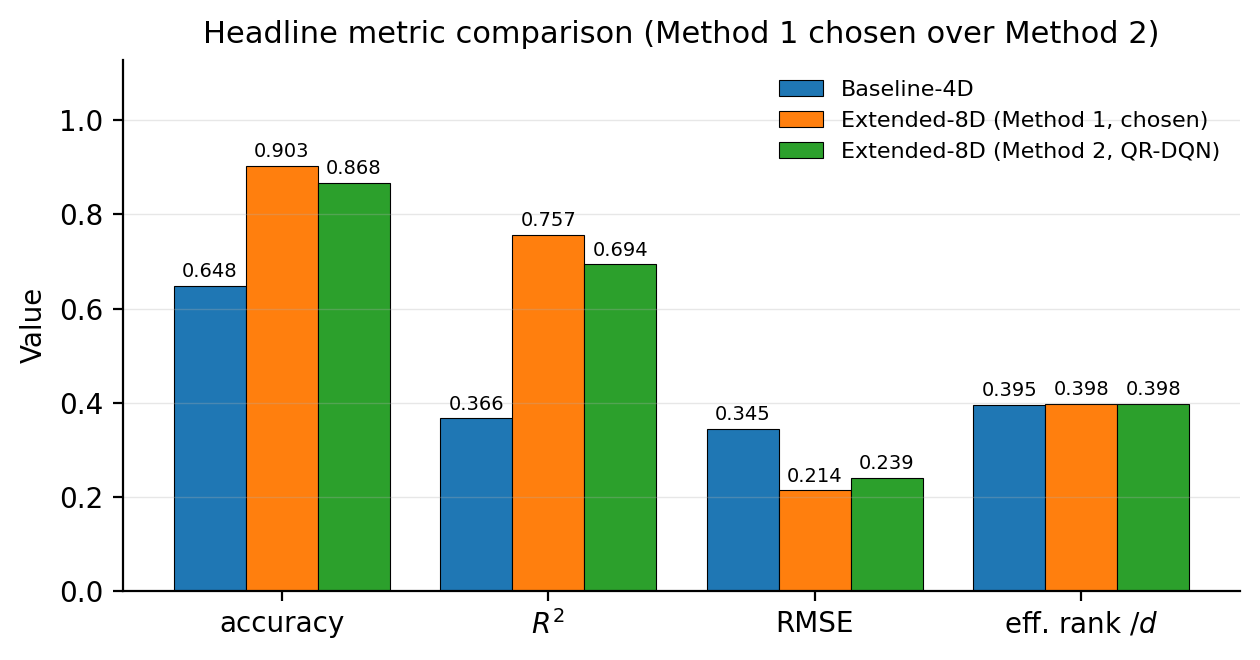 Headline metric comparison (Method 1 chosen over Method 2)
Baseline-4D
Extended-8D (Method 1, chosen)
Extended-8D (Method 2, QR-DQN)
Value
1.0
0.8
0.6
0.4
0.2
0.0
0.648
0.903
0.868
0.366
0.757
0.694
0.345
0.214
0.239
0.395
0.398
0.398
accuracy
R²
RMSE
eff. rank /d